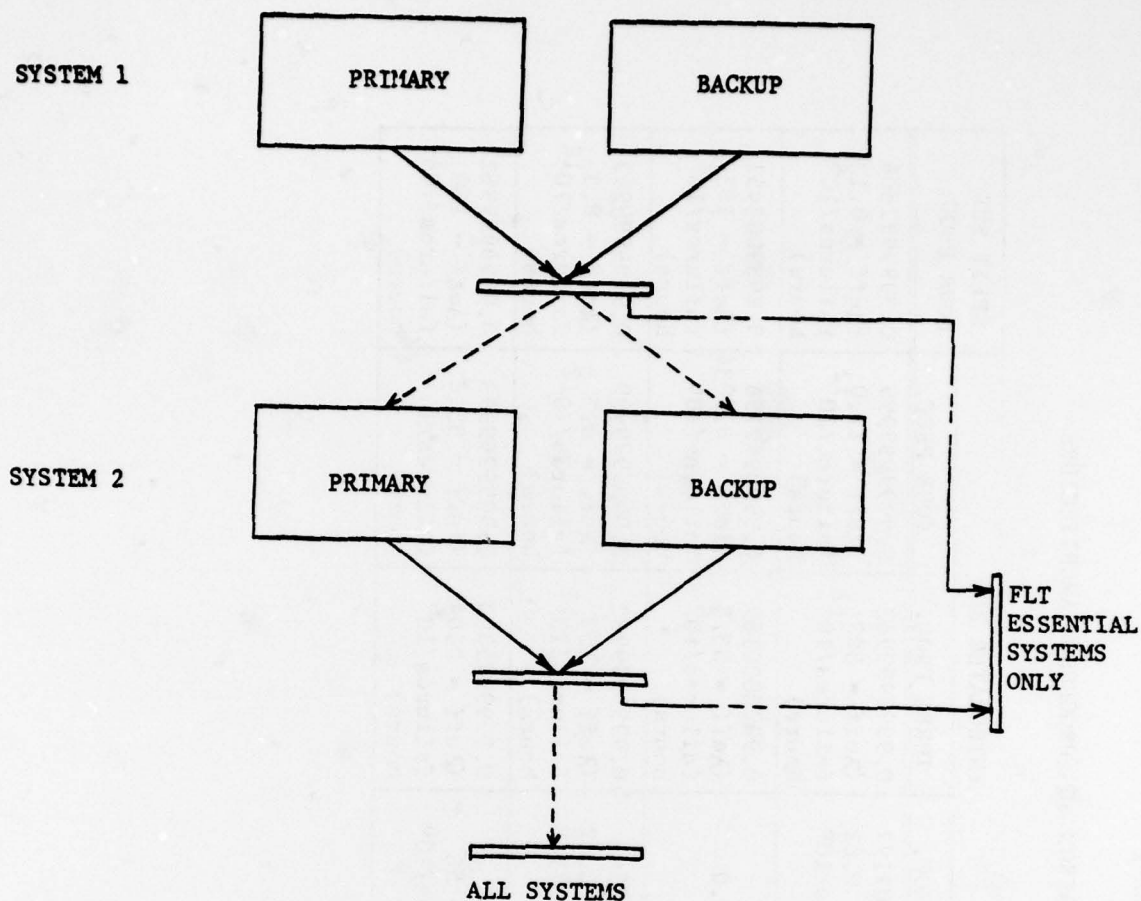 SYSTEM 1
PRIMARY
BACKUP
SYSTEM 2
PRIMARY
BACKUP
FLT
ESSENTIAL
SYSTEMS
ONLY
ALL SYSTEMS